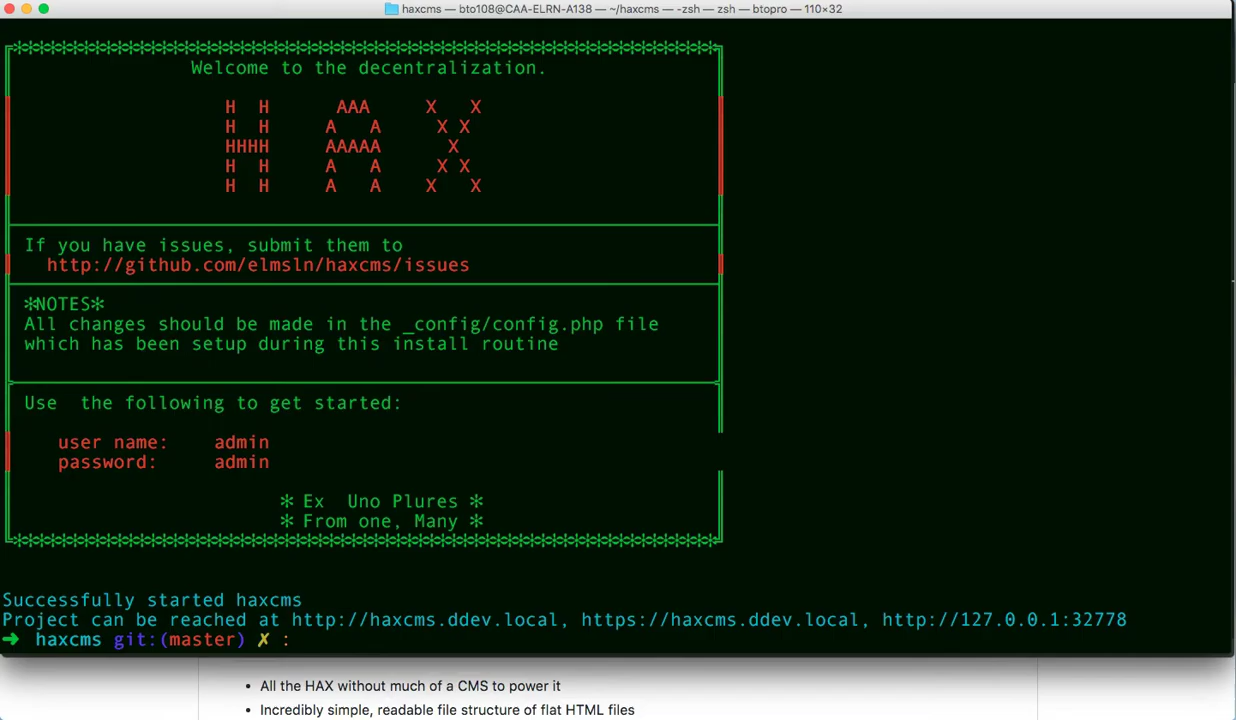 haxcms — bto108@CAA-ELRN-A138 — ~/haxcms — -zsh — zsh — btopro — 110×32
Welcome to the decentralization.
H  H      AAA     X   X
H  H     A   A     X X
HHHH     AAAAA      X
H  H     A   A     X X
H  H     A   A    X   X
If you have issues, submit them to
http://github.com/elmsln/haxcms/issues
*NOTES*
All changes should be made in the _config/config.php file
which has been setup during this install routine
Use  the following to get started:
user name:    admin
password:     admin
* Ex  Uno Plures *
* From one, Many *
Successfully started haxcms
Project can be reached at http://haxcms.ddev.local, https://haxcms.ddev.local, http://127.0.0.1:32778
➜  haxcms git:(master) ✗ :
• All the HAX without much of a CMS to power it
• Incredibly simple, readable file structure of flat HTML files